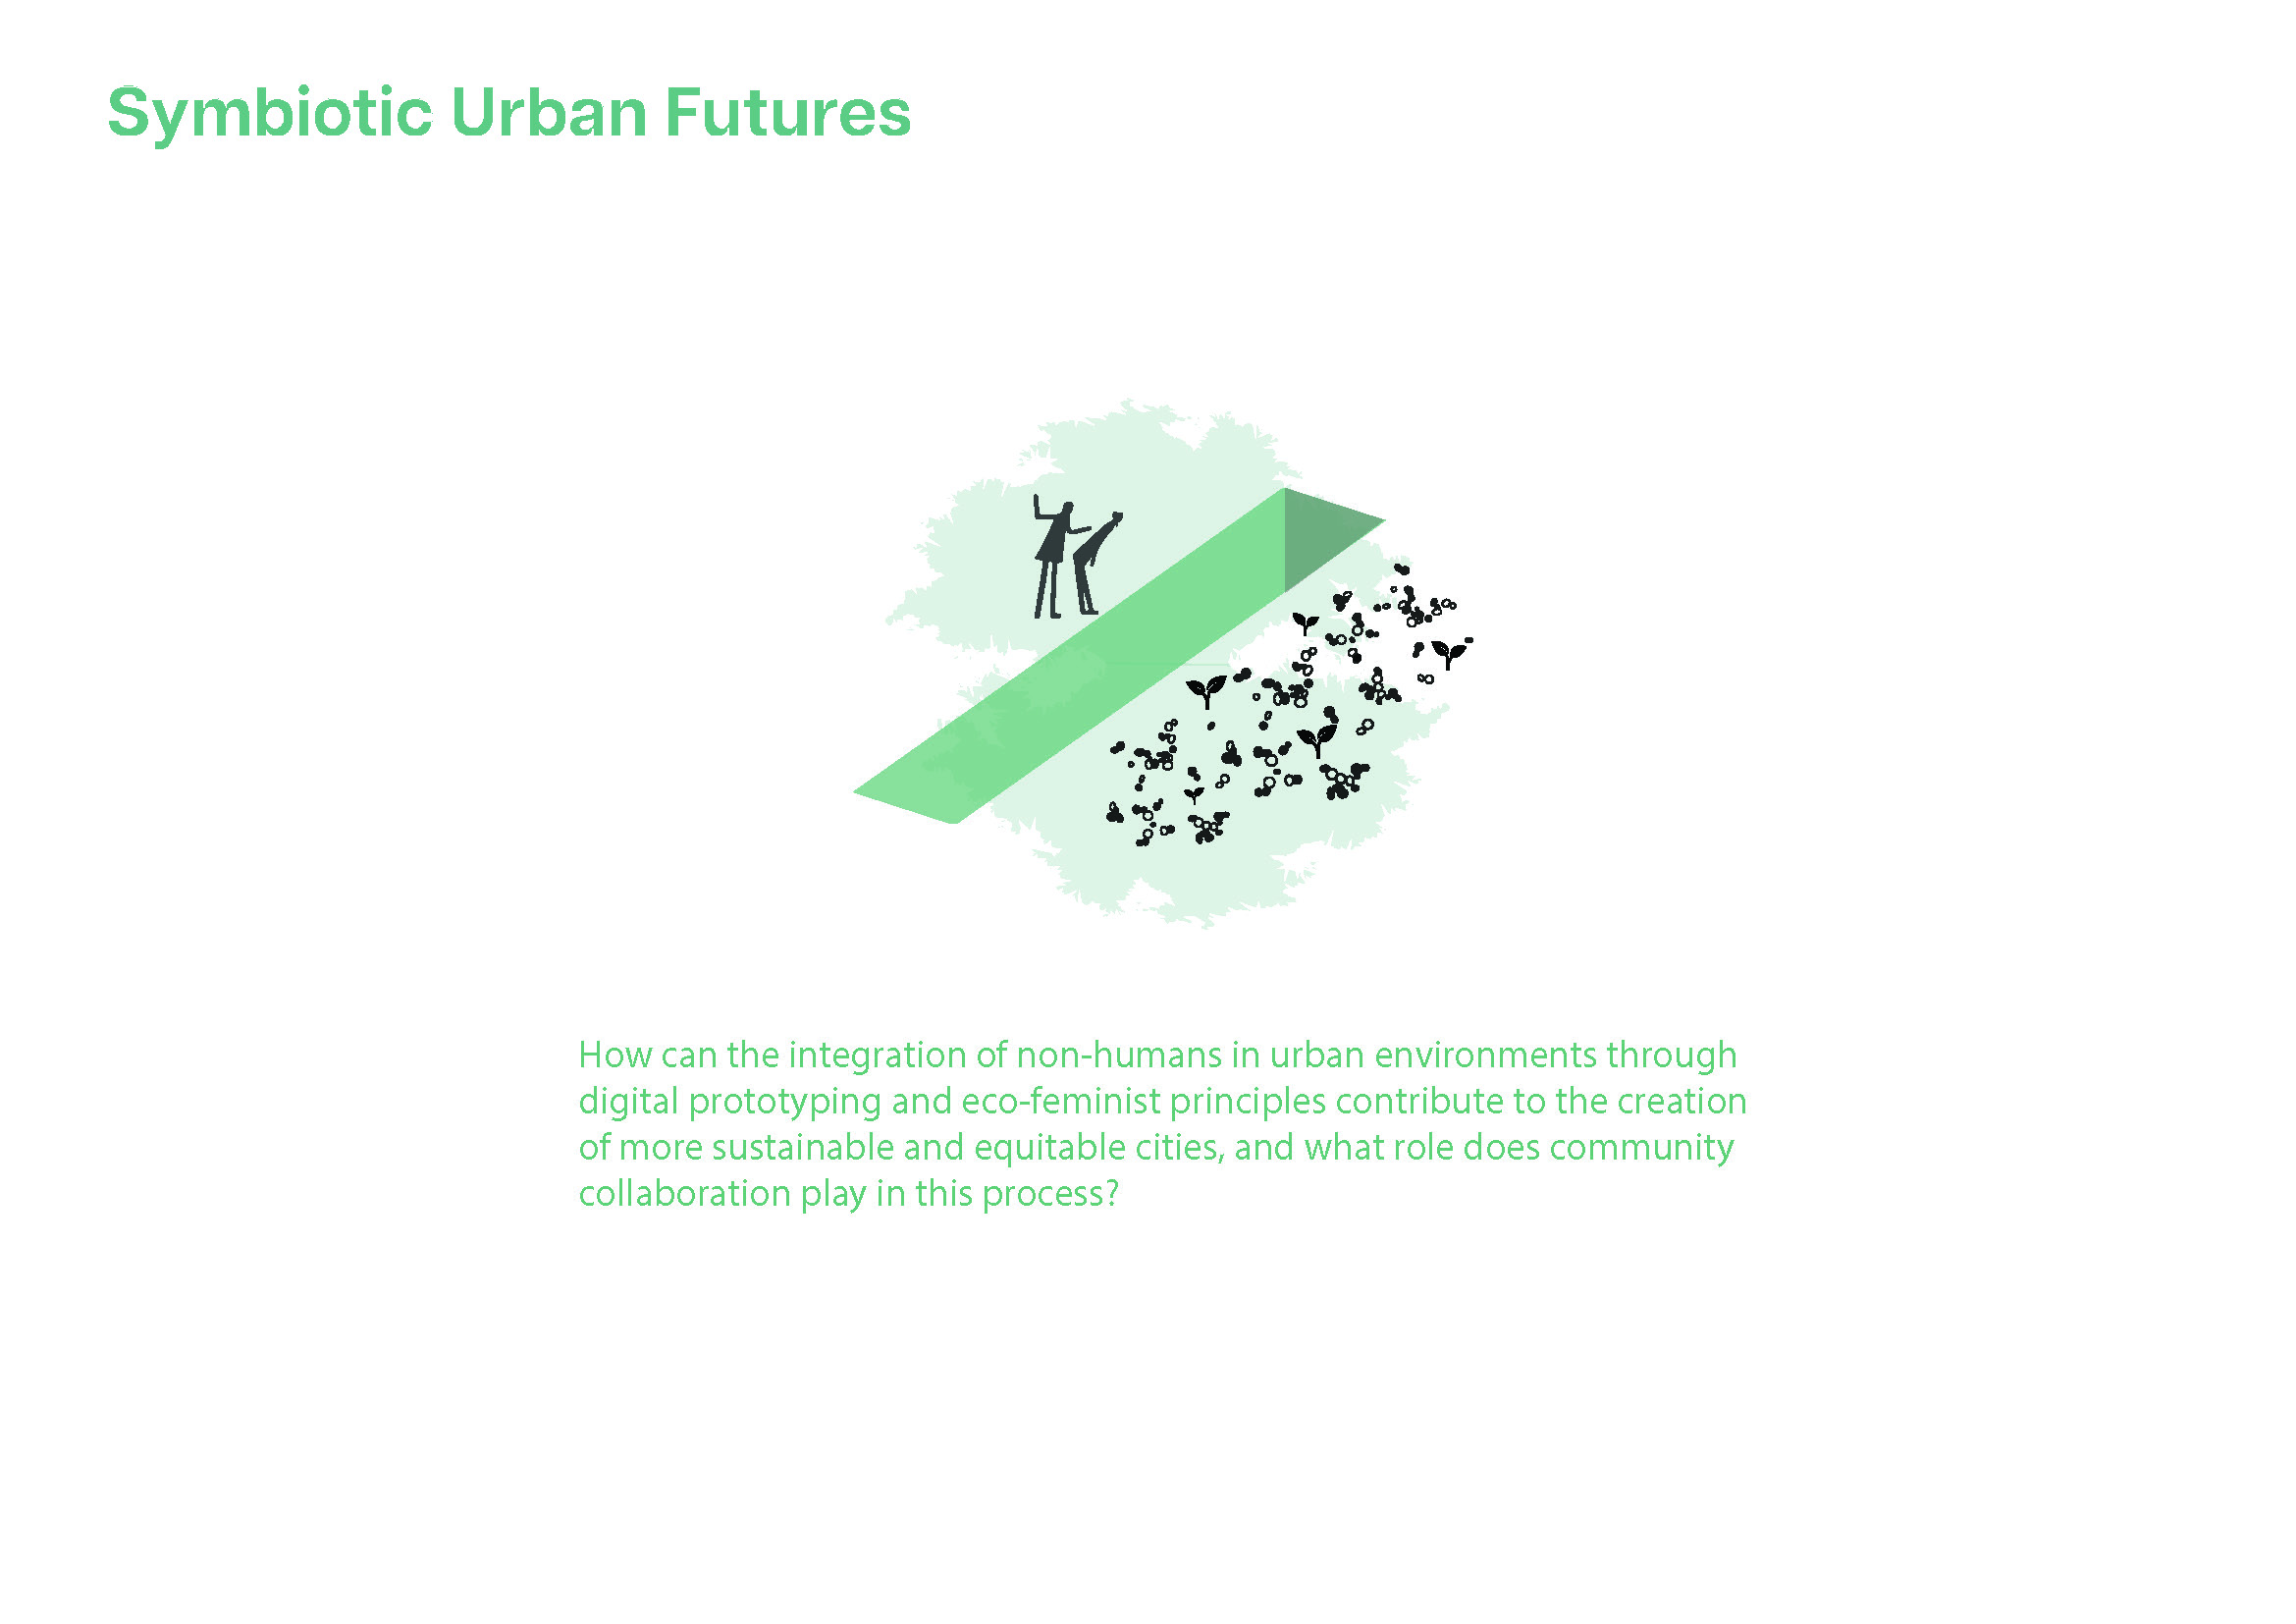 Symbiotic Urban Futures
How can the integration of non-humans in urban environments through
digital prototyping and eco-feminist principles contribute to the creation
of more sustainable and equitable cities, and what role does community
collaboration play in this process?